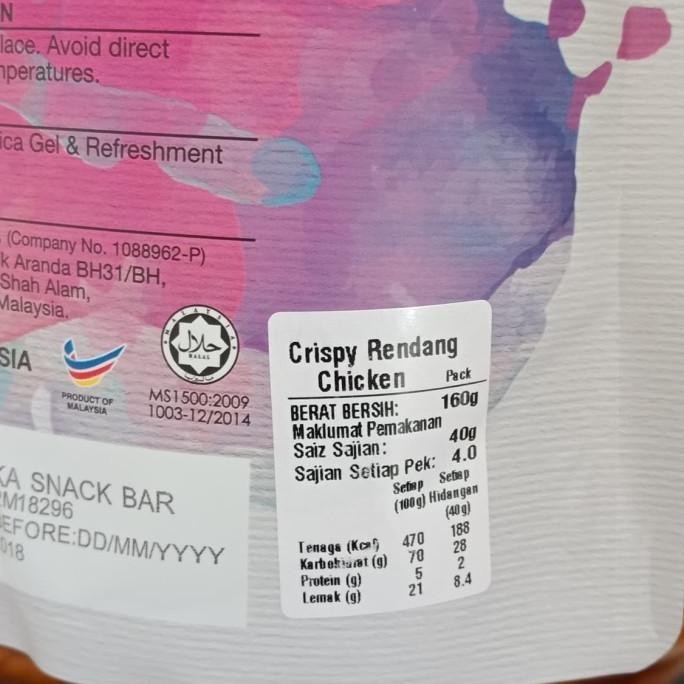 N
lace. Avoid direct
mperatures.
ica Gel & Refreshment
(Company No. 1088962-P)
k Aranda BH31/BH,
Shah Alam,
Malaysia.
SIA
PRODUCT OF
MALAYSIA
MALAYSIA
حلال
HALAL
MS1500:2009
1003-12/2014
KA SNACK BAR
RM18296
EFORE:DD/MM/YYYY
018
Crispy Rendang
Chicken
Pack
BERAT BERSIH: 160g
Maklumat Pemakanan
Saiz Sajian: 40g
Sajian Setiap Pek: 4.0
Setiap Setiap
(100g) Hidangan
(40g)
Tenaga (Kcal) 470 188
Karbohidrat (g) 70 28
Protein (g) 5 2
Lemak (g) 21 8.4